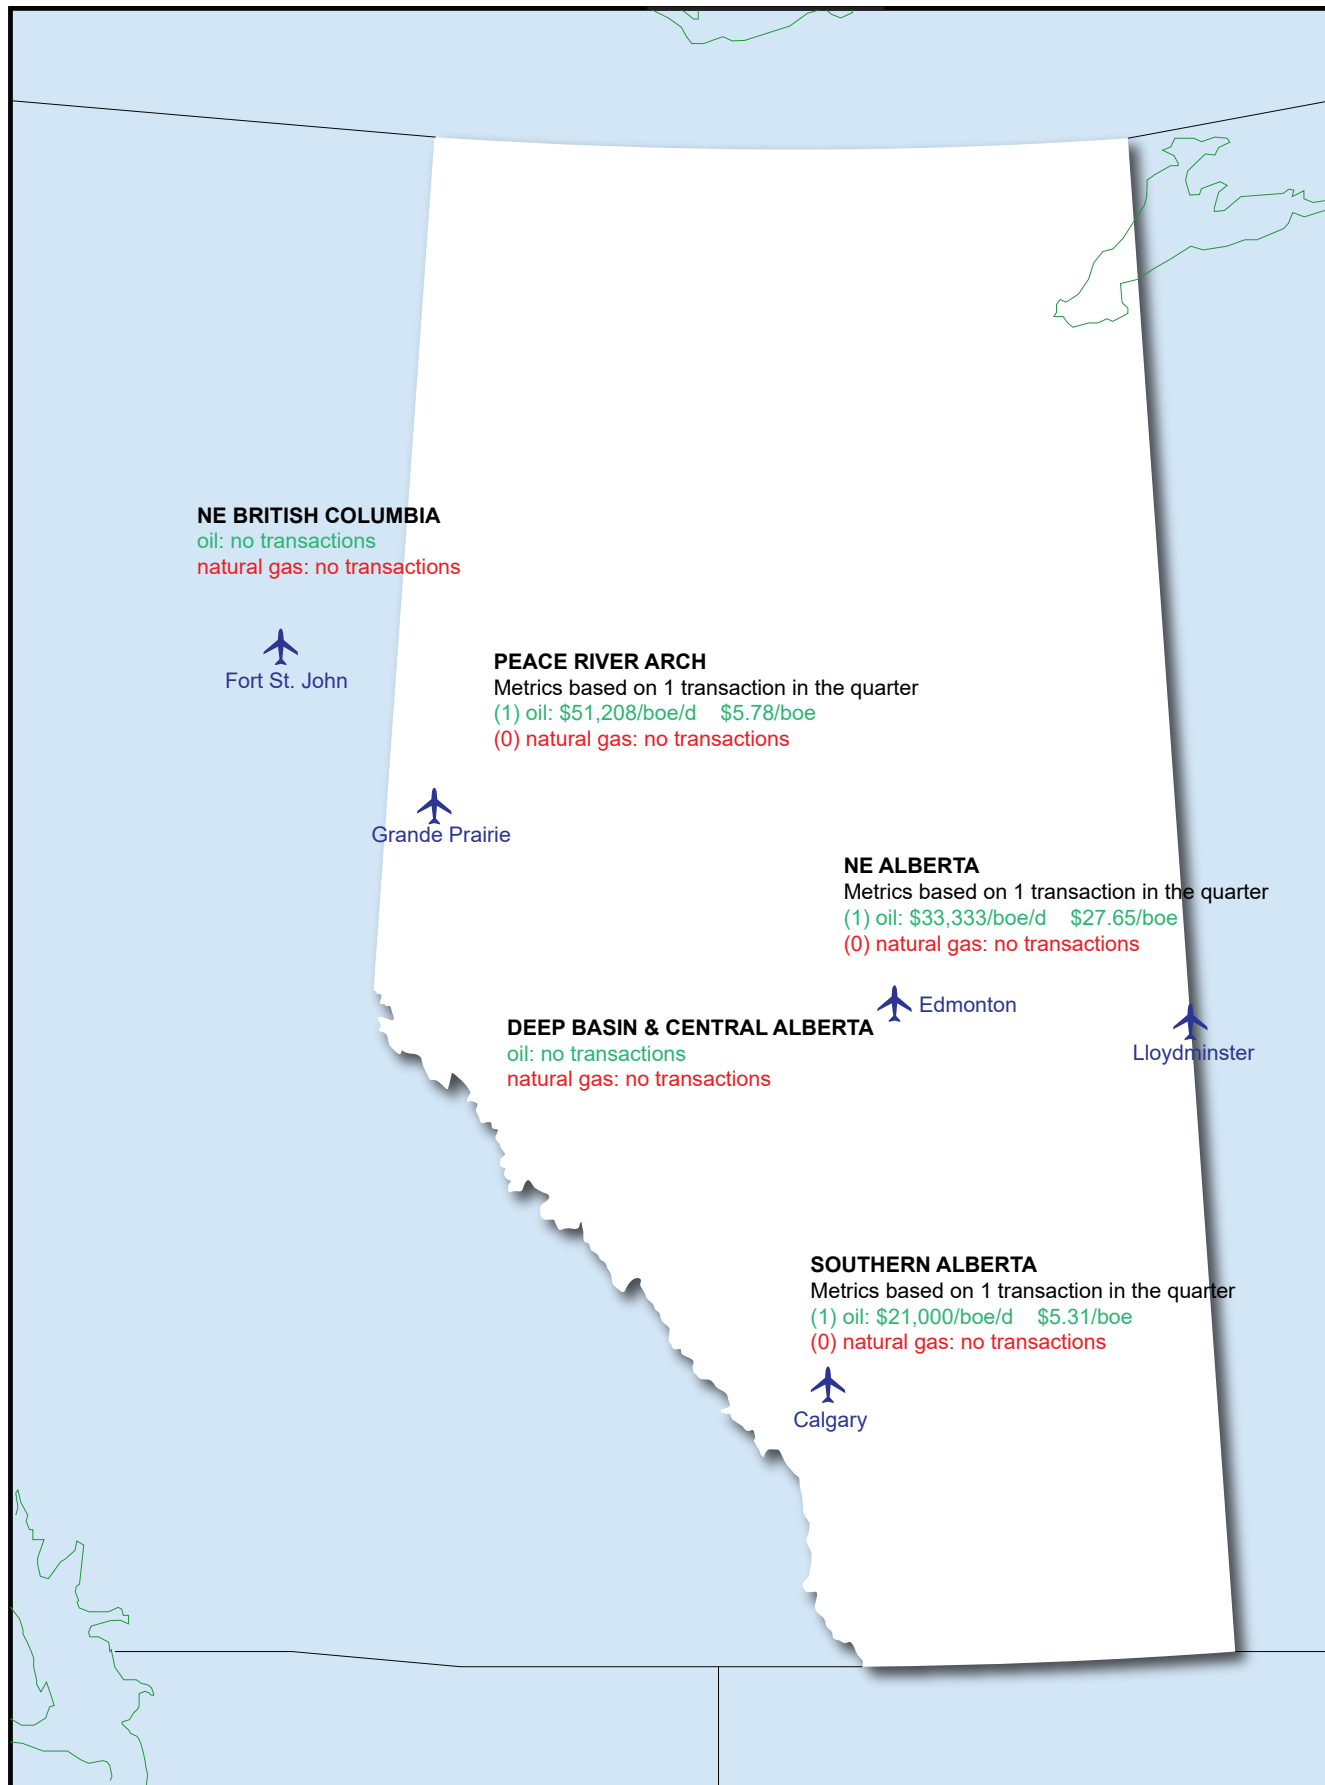 NE BRITISH COLUMBIA
oil: no transactions
natural gas: no transactions
Fort St. John
PEACE RIVER ARCH
Metrics based on 1 transaction in the quarter
(1) oil: $51,208/boe/d $5.78/boe
(0) natural gas: no transactions
Grande Prairie
NE ALBERTA
Metrics based on 1 transaction in the quarter
(1) oil: $33,333/boe/d $27.65/boe
(0) natural gas: no transactions
Edmonton
Lloydminster
DEEP BASIN & CENTRAL ALBERTA
oil: no transactions
natural gas: no transactions
SOUTHERN ALBERTA
Metrics based on 1 transaction in the quarter
(1) oil: $21,000/boe/d $5.31/boe
(0) natural gas: no transactions
Calgary